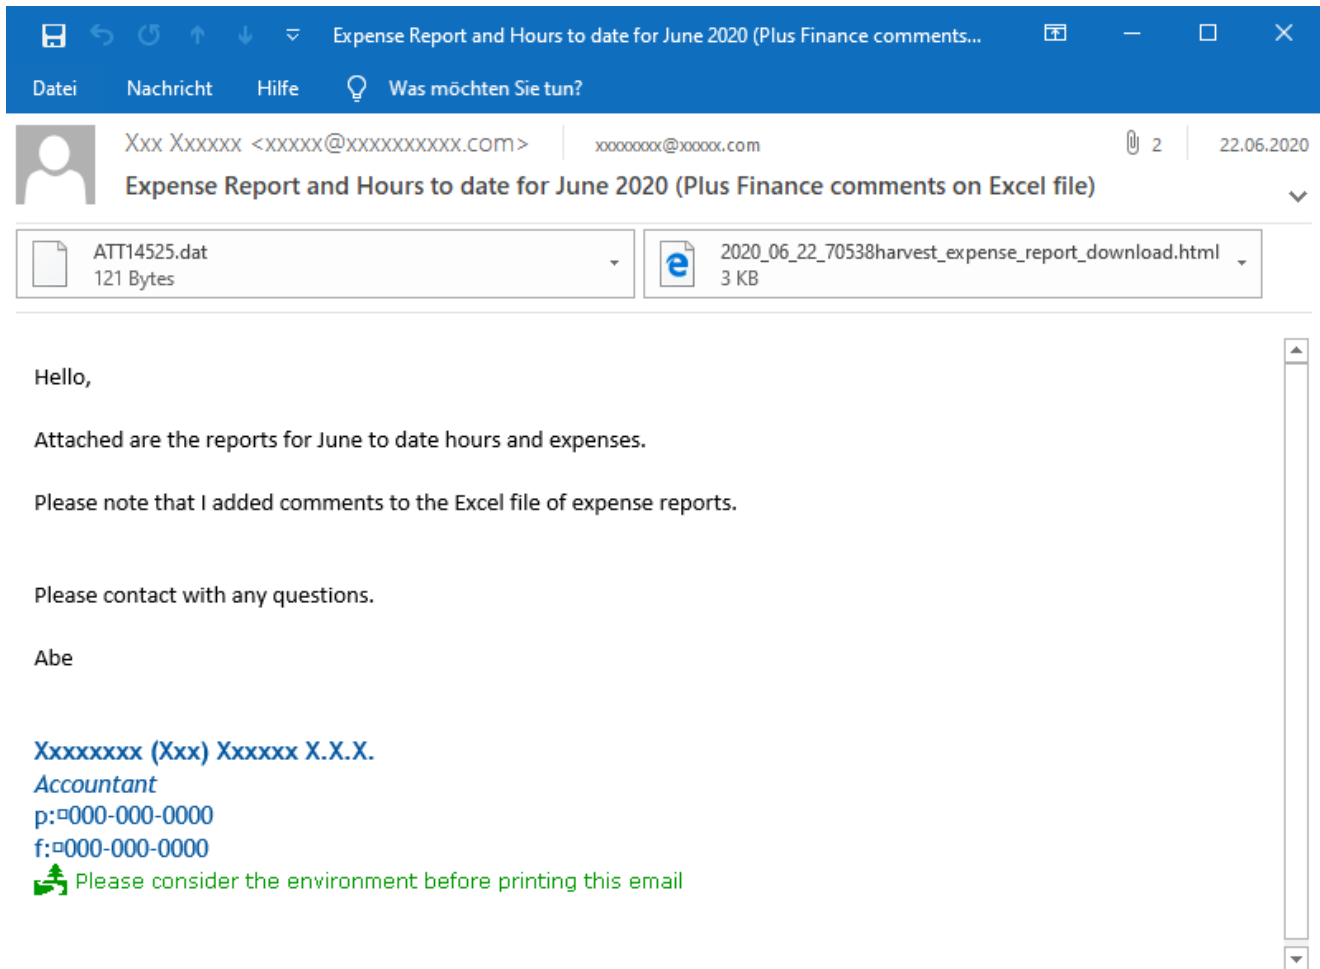 Expense Report and Hours to date for June 2020 (Plus Finance comments...
Datei Nachricht Hilfe Was möchten Sie tun?
Xxx Xxxxxx <xxxxx@xxxxxxxxxx.com> xxxxxxxx@xxxxx.com 2 22.06.2020
Expense Report and Hours to date for June 2020 (Plus Finance comments on Excel file)
ATT14525.dat
121 Bytes
2020_06_22_70538harvest_expense_report_download.html
3 KB
Hello,
Attached are the reports for June to date hours and expenses.
Please note that I added comments to the Excel file of expense reports.
Please contact with any questions.
Abe
Xxxxxxxx (Xxx) Xxxxxx X.X.X.
Accountant
p:¤000-000-0000
f:¤000-000-0000
Please consider the environment before printing this email